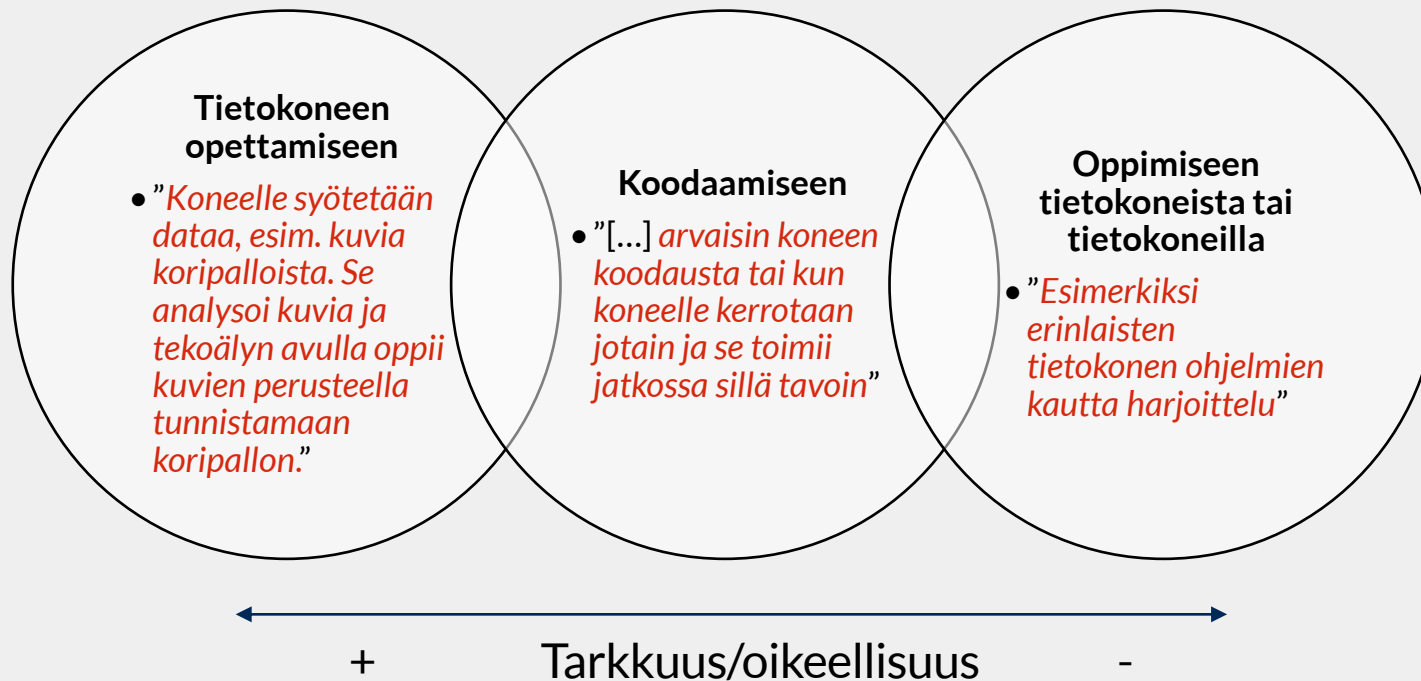 Tietokoneen
opettamiseen
• ”Koneelle syötetään
dataa, esim. kuvia
koripalloista. Se
analysoi kuvia ja
tekoälyn avulla oppii
kuvien perusteella
tunnistamaan
koripallon.”
Koodaamiseen
• ”[...] arvaisin koneen
koodausta tai kun
koneelle kerrotaan
jotain ja se toimii
jatkossa sillä tavoin”
Oppimiseen
tietokoneista tai
tietokoneilla
• ”Esimerkiksi
erinlaisten
tietokonen ohjelmien
kautta harjoittelu”
+ Tarkkuus/oikeellisuus -